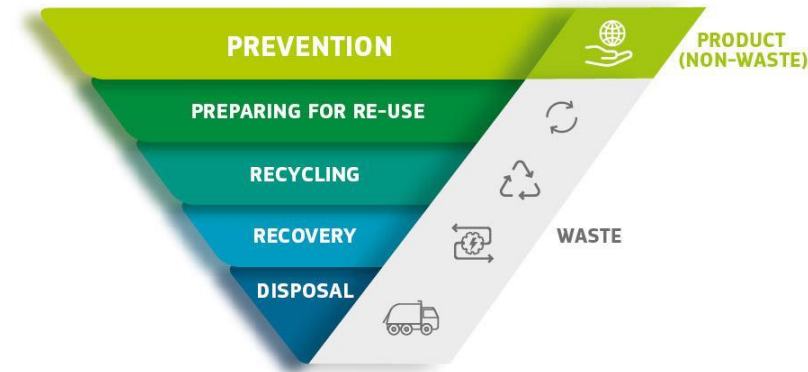 PREVENTION
PRODUCT
(NON-WASTE)
PREPARING FOR RE-USE
RECYCLING
RECOVERY
WASTE
DISPOSAL